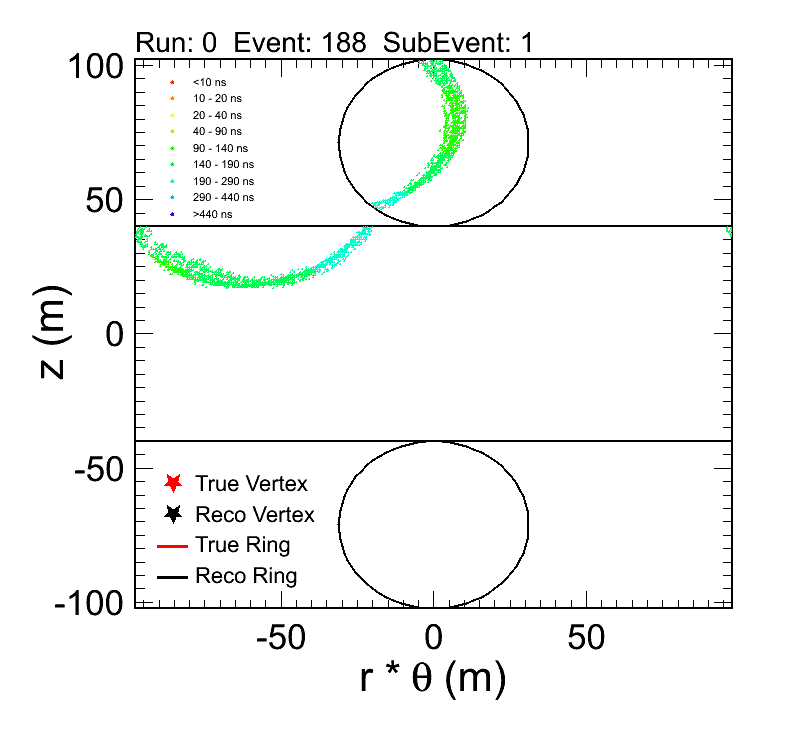 Run: 0  Event: 188  SubEvent: 1
100
<10 ns
10 - 20 ns
20 - 40 ns
40 - 90 ns
90 - 140 ns
140 - 190 ns
190 - 290 ns
290 - 440 ns
>440 ns
50
0
-50
-100
z (m)
True Vertex
Reco Vertex
True Ring
Reco Ring
-50 0 50
r * θ (m)